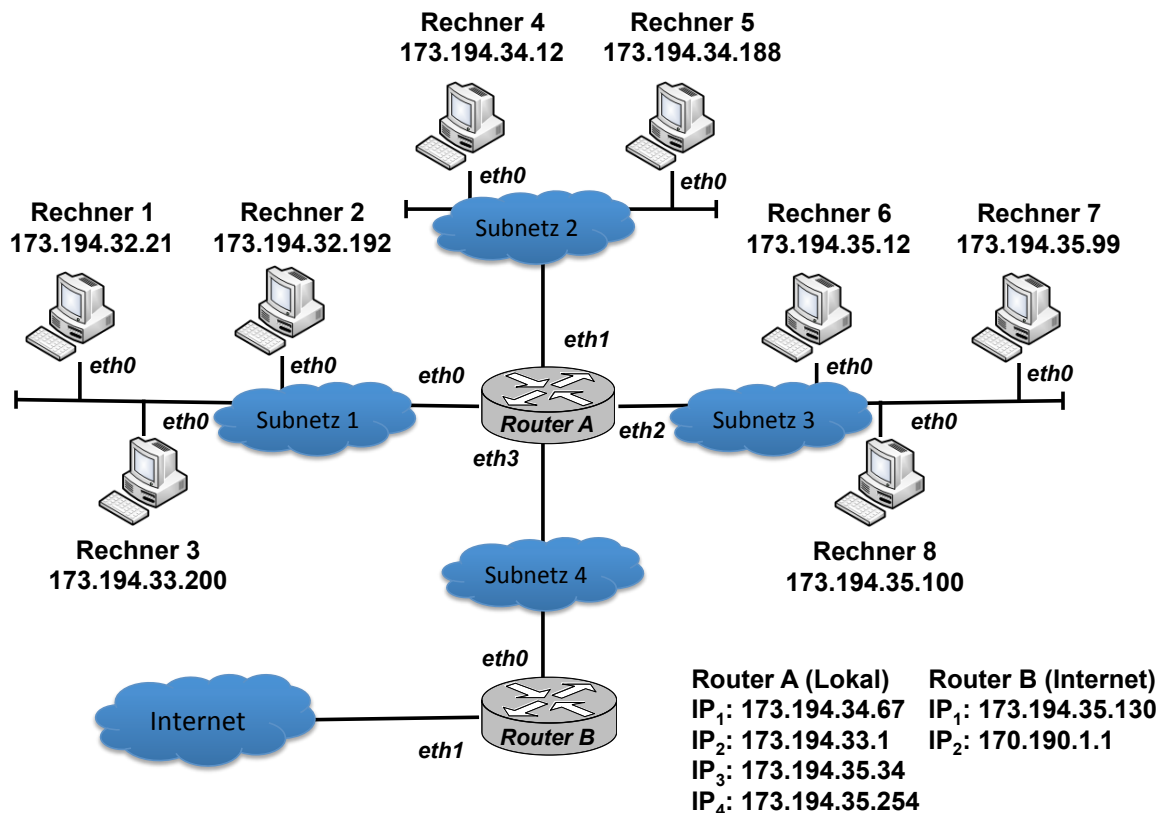 Rechner 4
173.194.34.12
Rechner 5
173.194.34.188
eth0
eth0
Subnetz 2
Rechner 1
173.194.32.21
Rechner 2
173.194.32.192
Rechner 6
173.194.35.12
Rechner 7
173.194.35.99
eth1
eth0
eth0
eth0
eth0
eth0
eth0
Subnetz 1
Router A
eth2
Subnetz 3
eth0
eth3
Rechner 3
173.194.33.200
Rechner 8
173.194.35.100
Subnetz 4
eth0
Internet
eth1
Router B
Router A (Lokal)
IP₁: 173.194.34.67
IP₂: 173.194.33.1
IP₃: 173.194.35.34
IP₄: 173.194.35.254
Router B (Internet)
IP₁: 173.194.35.130
IP₂: 170.190.1.1